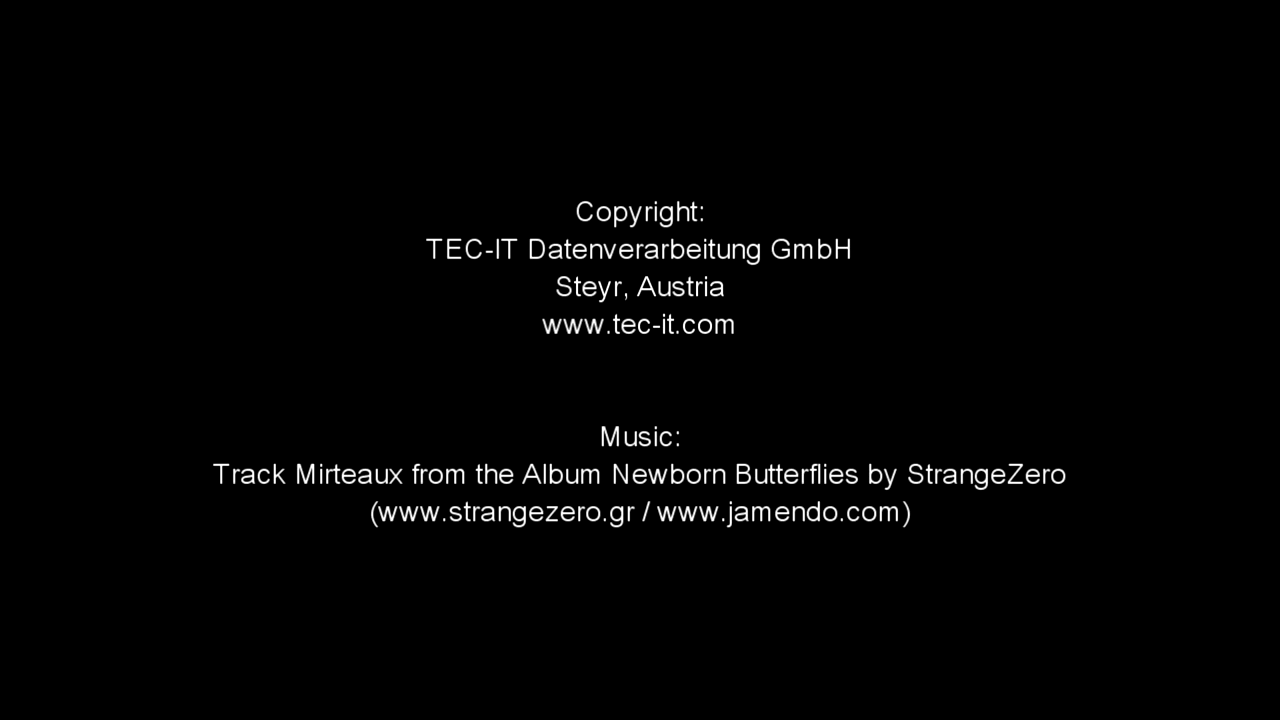 Copyright:
TEC-IT Datenverarbeitung GmbH
Steyr, Austria
www.tec-it.com
Music:
Track Mirteaux from the Album Newborn Butterflies by StrangeZero
(www.strangezero.gr / www.jamendo.com)